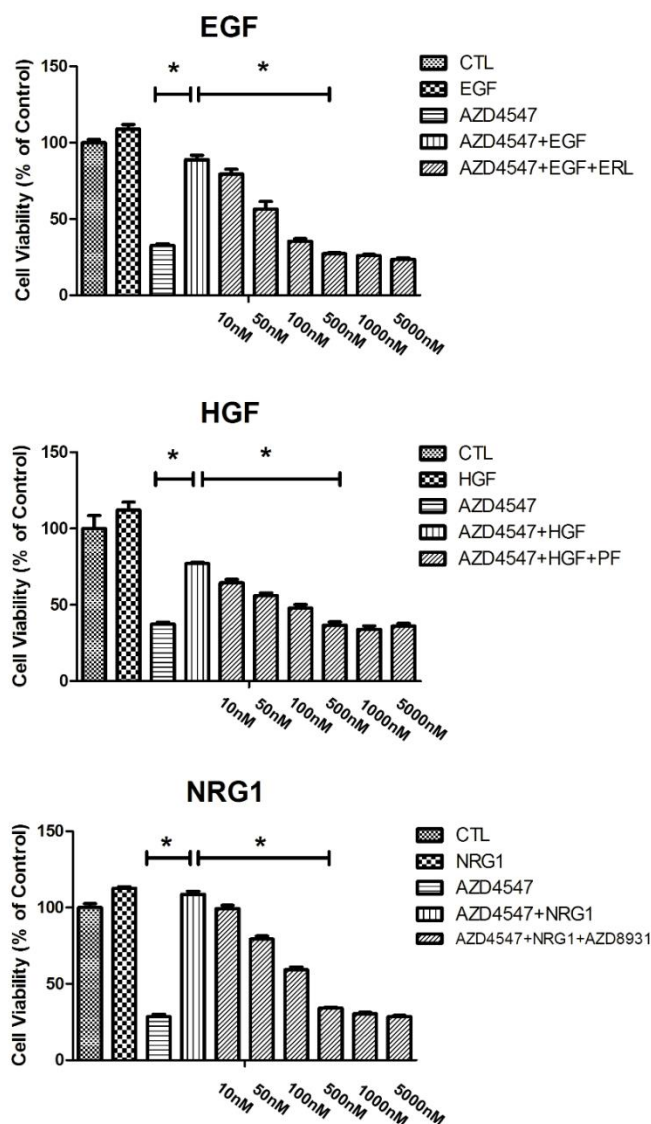 EGF
Cell Viability (% of Control)
150
100
50
0
* *
10nM 50nM 100nM 500nM 1000nM 5000nM
CTL
EGF
AZD4547
AZD4547+EGF
AZD4547+EGF+ERL
HGF
Cell Viability (% of Control)
150
100
50
0
* *
10nM 50nM 100nM 500nM 1000nM 5000nM
CTL
HGF
AZD4547
AZD4547+HGF
AZD4547+HGF+PF
NRG1
Cell Viability (% of Control)
150
100
50
0
* *
10nM 50nM 100nM 500nM 1000nM 5000nM
CTL
NRG1
AZD4547
AZD4547+NRG1
AZD4547+NRG1+AZD8931